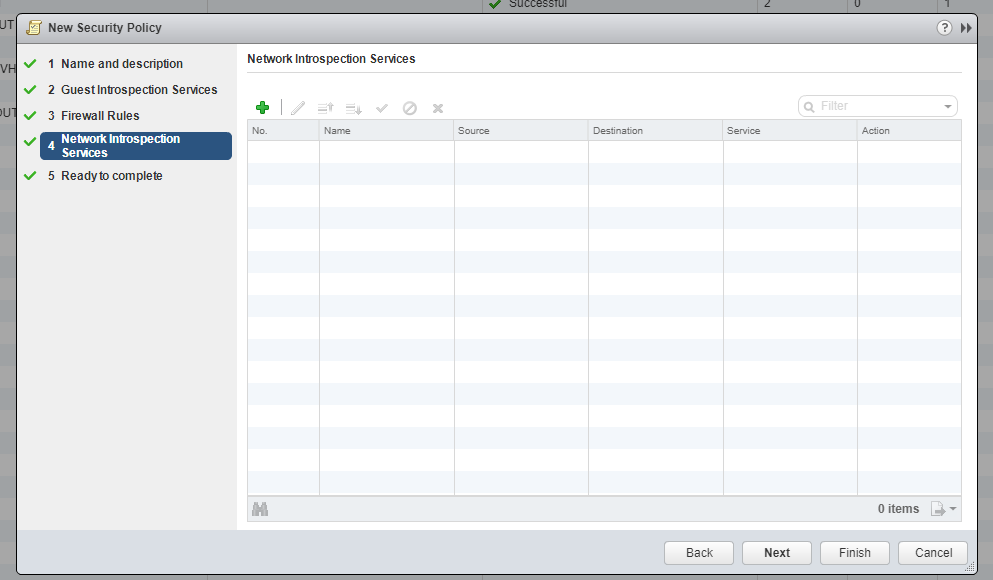 Successful 2 0 1
UT
New Security Policy
?
VH
OUT
1 Name and description
2 Guest Introspection Services
3 Firewall Rules
4 Network Introspection
Services
5 Ready to complete
Network Introspection Services
Filter
No. Name Source Destination Service Action
0 items
Back Next Finish Cancel